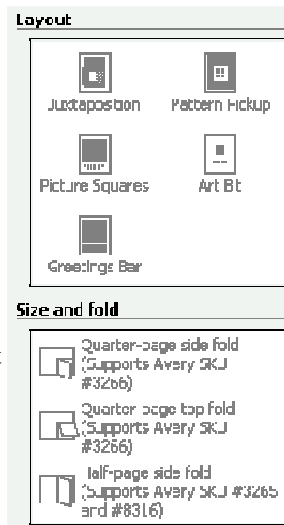 Layout
Juxtaposition
Pattern Pickup
Picture Squares
Art Bit
Greetings Bar
Size and fold
Quarter-page side fold
(Supports Avery SKU
#3266)
Quarter-page top fold
(Supports Avery SKU
#3266)
Half-page side fold
(Supports Avery SKU #3265
and #8316)